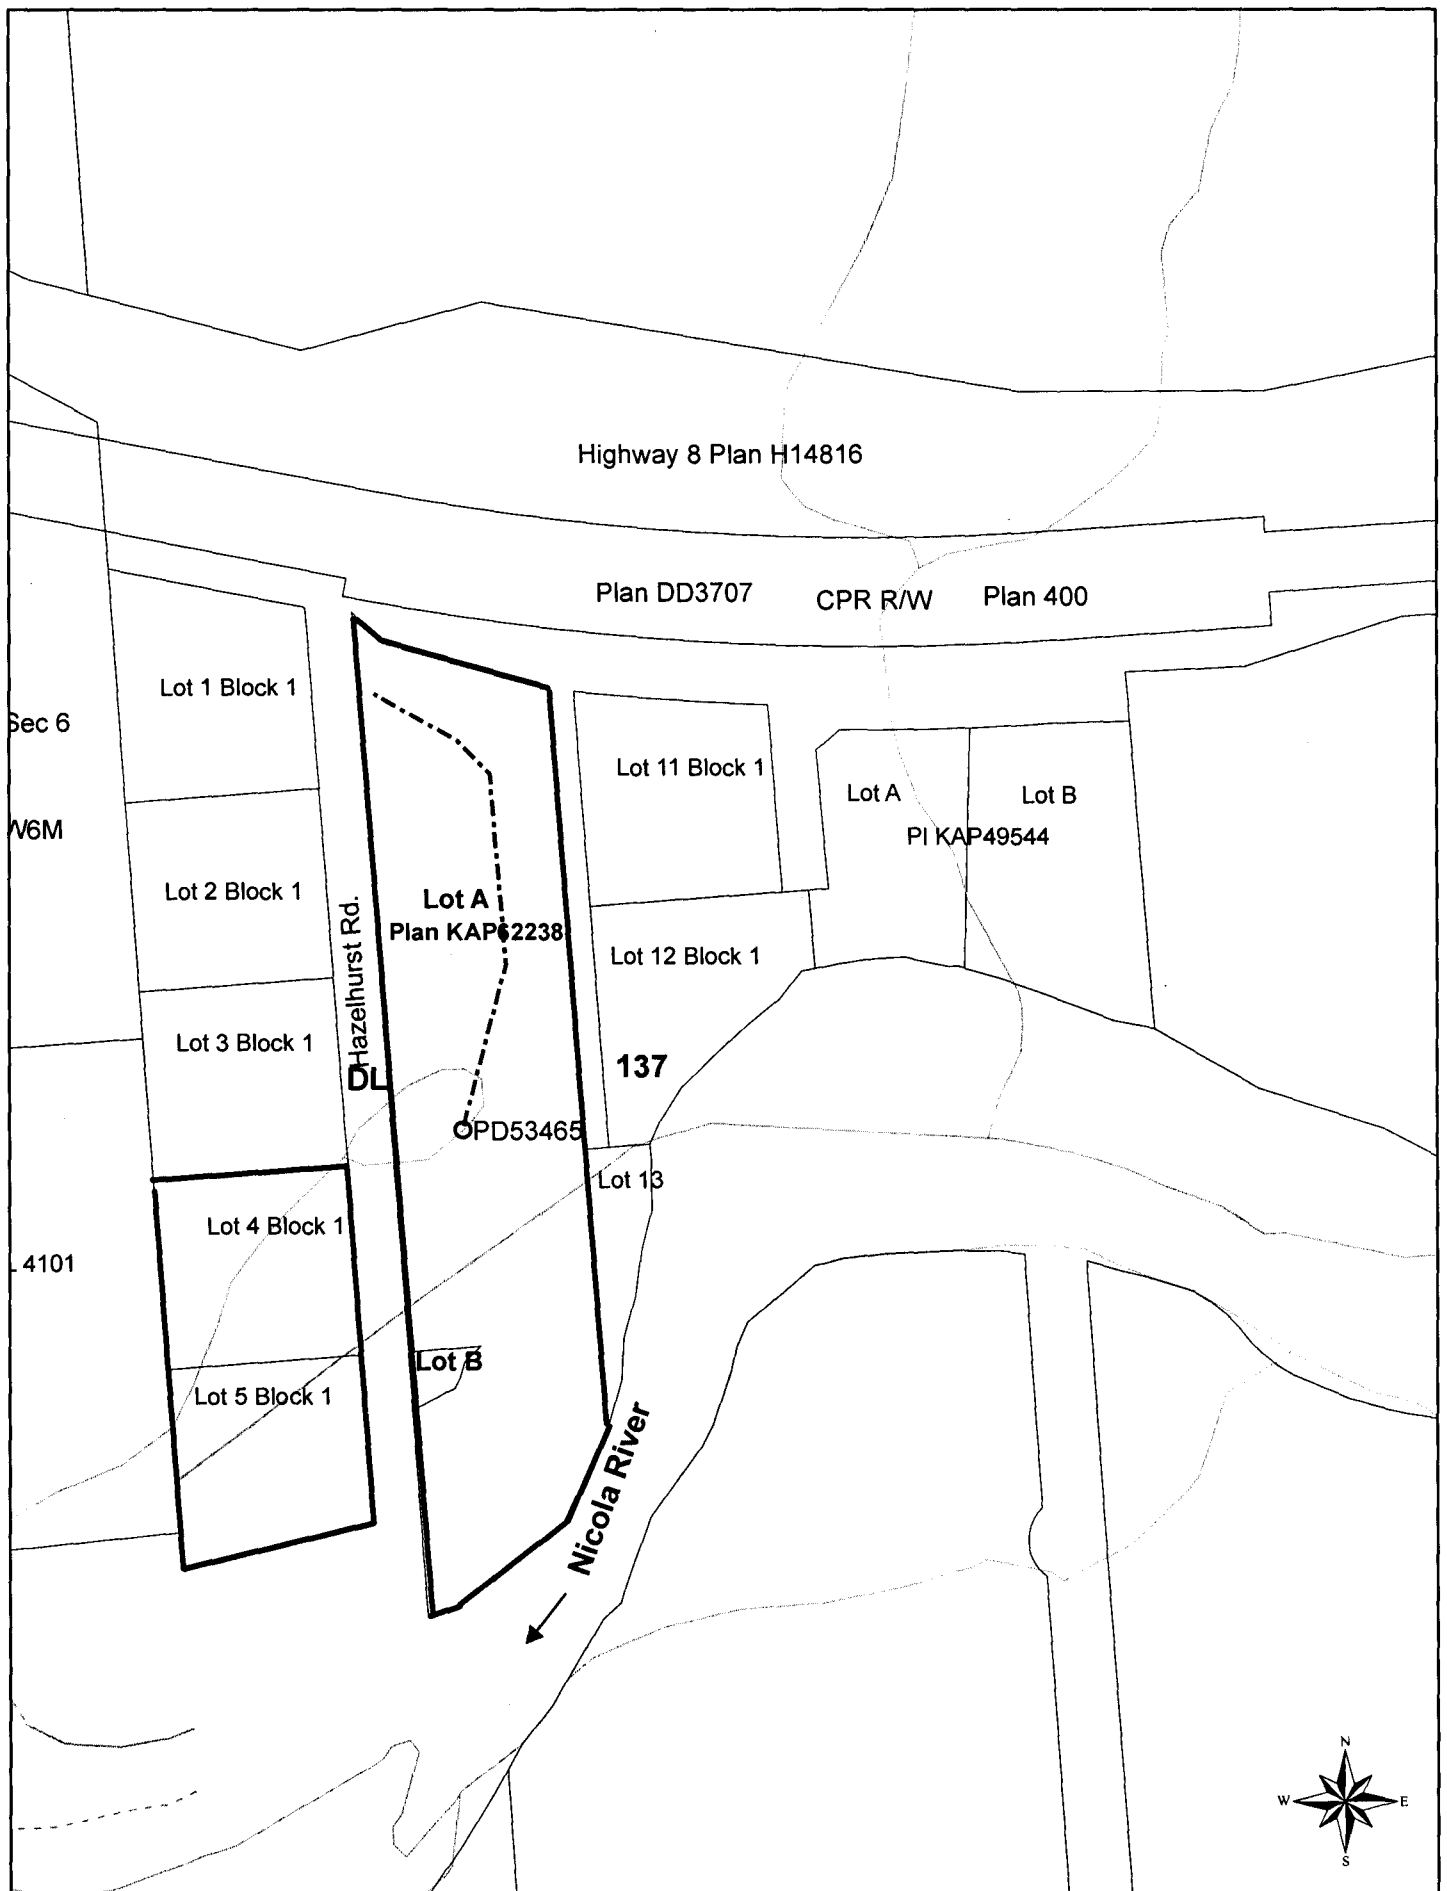 Highway 8 Plan H14816
Plan DD3707
CPR R/W
Plan 400
Lot 1 Block 1
Sec 6
Lot 11 Block 1
Lot A
Lot B
Pl KAP49544
W6M
Lot 2 Block 1
Lot A
Plan KAP62238
Hazelhurst Rd.
Lot 12 Block 1
Lot 3 Block 1
DL
137
PD53465
Lot 13
Lot 4 Block 1
4101
Lot B
Lot 5 Block 1
Nicola River
N
W
E
S